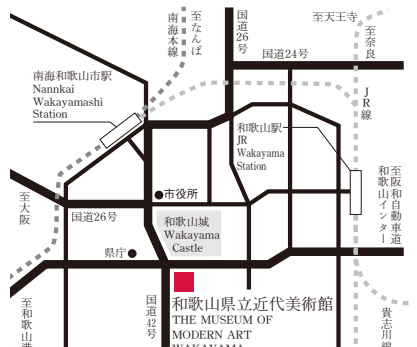 至なんば
南海本線
国道
26号
至天王寺
至奈良
国道24号
南海和歌山市駅
Nannkai
Wakayamashi
Station
JR線
和歌山駅
JR
Wakayama
Station
至阪和自動車道
和歌山インター
市役所
至大阪
国道26号
和歌山城
Wakayama
Castle
県庁
和歌山県立近代美術館
THE MUSEUM OF
MODERN ART
WAKAYAMA
国道
42号
至和歌山港
貴志川線